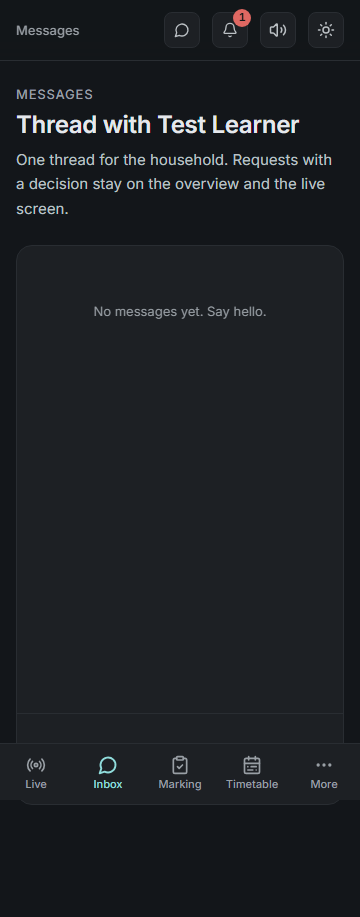 Messages
1
MESSAGES
Thread with Test Learner
One thread for the household. Requests with
a decision stay on the overview and the live
screen.
No messages yet. Say hello.
Live
Inbox
Marking
Timetable
More